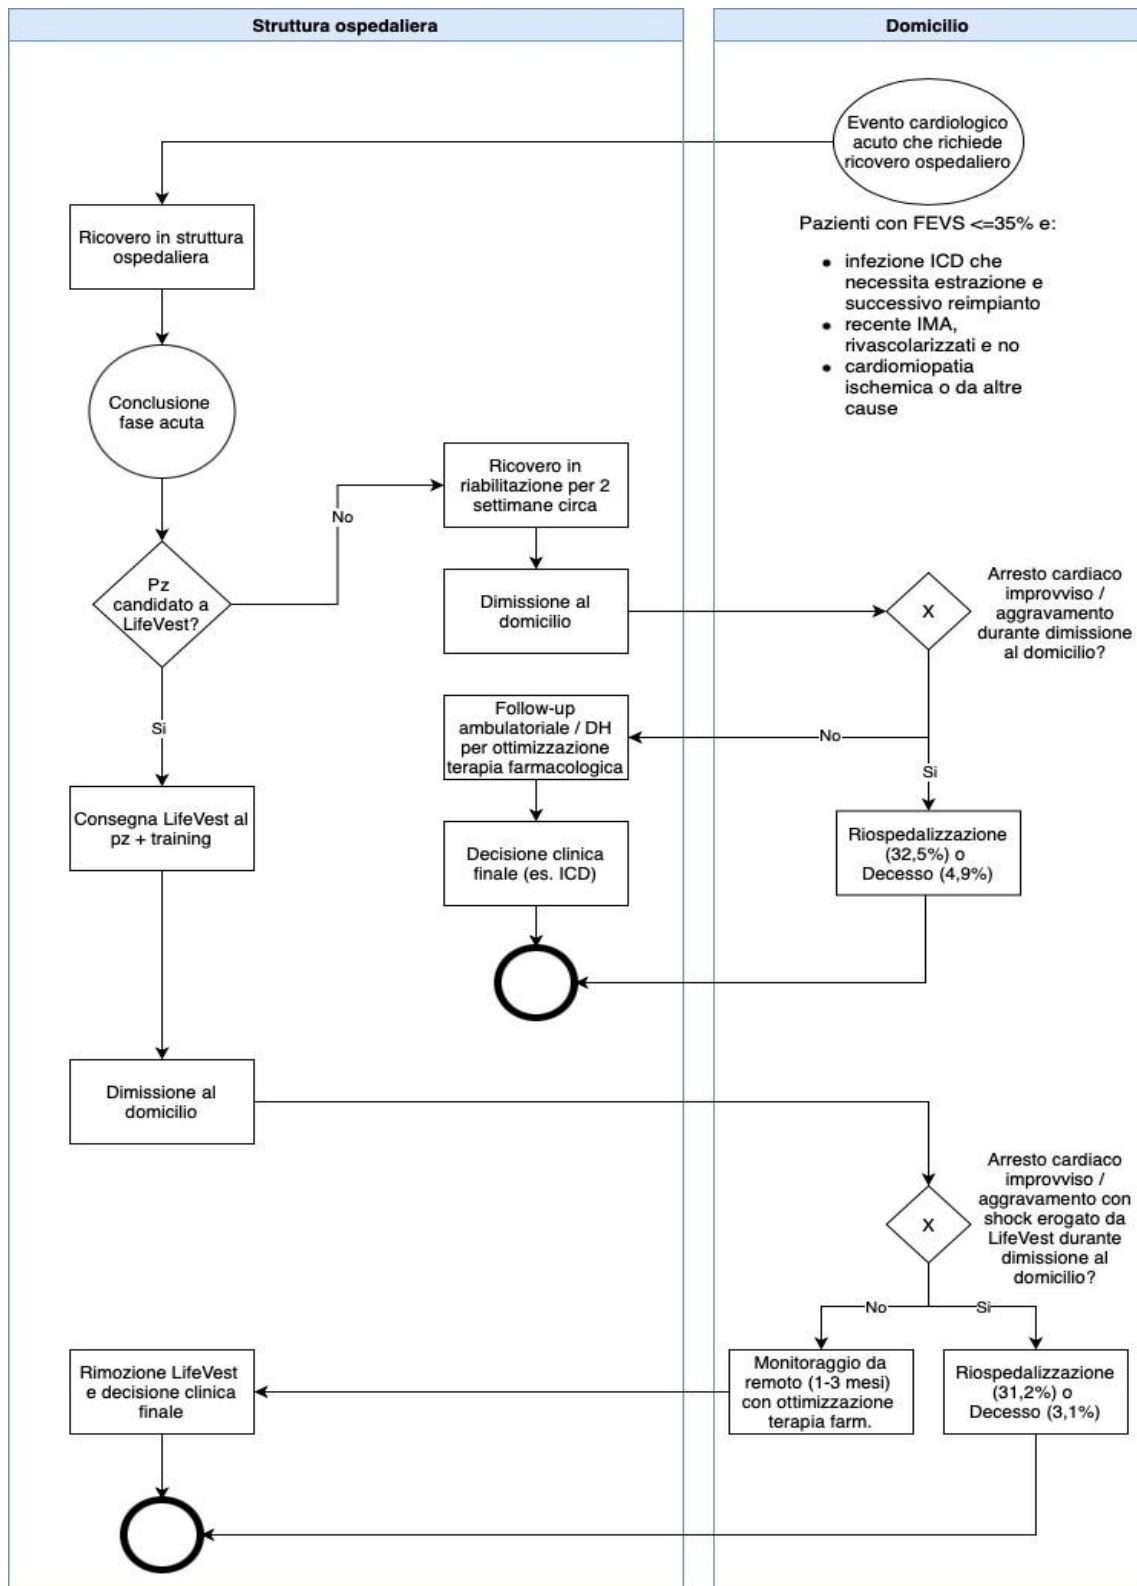 Struttura ospedaliera
Domicilio
Evento cardiologico
acuto che richiede
ricovero ospedaliero
Pazienti con FEVS <=35% e:
• infezione ICD che
necessita estrazione e
successivo reimpianto
• recente IMA,
rivascolarizzati e no
• cardiomiopatia
ischemica o da altre
cause
Ricovero in struttura
ospedaliera
Conclusione
fase acuta
Pz
candidato a
LifeVest?
No
Ricovero in
riabilitazione per 2
settimane circa
Dimissione al
domicilio
X
Arresto cardiaco
improvviso /
aggravamento
durante dimissione
al domicilio?
No
Si
Follow-up
ambulatoriale / DH
per ottimizzazione
terapia farmacologica
Riospedalizzazione
(32,5%) o
Decesso (4,9%)
Decisione clinica
finale (es. ICD)
Si
Consegna LifeVest al
pz + training
Dimissione al
domicilio
X
Arresto cardiaco
improvviso /
aggravamento con
shock erogato da
LifeVest durante
dimissione al
domicilio?
No
Si
Monitoraggio da
remoto (1-3 mesi)
con ottimizzazione
terapia farm.
Riospedalizzazione
(31,2%) o
Decesso (3,1%)
Rimozione LifeVest
e decisione clinica
finale